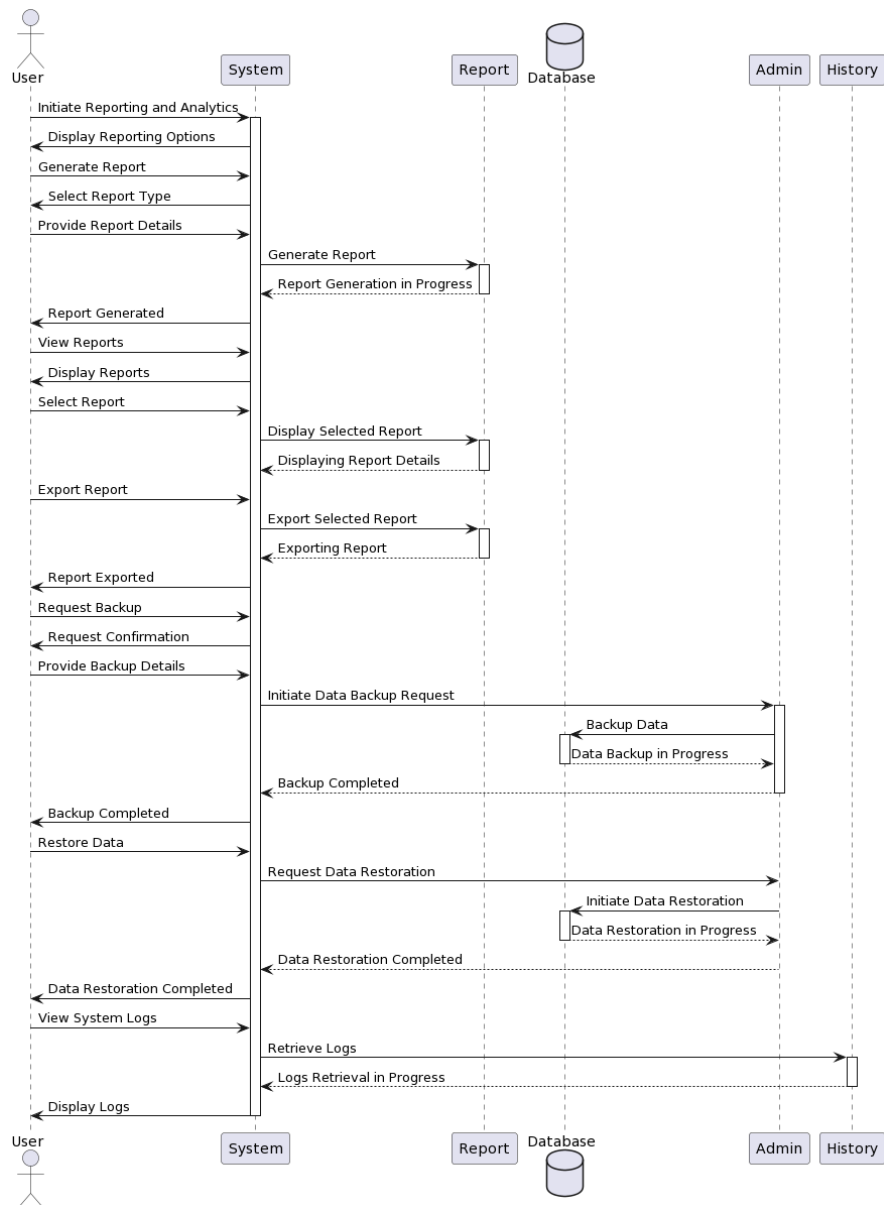 User
System
Report
Database
Admin
History
Initiate Reporting and Analytics
Display Reporting Options
Generate Report
Select Report Type
Provide Report Details
Generate Report
Report Generation in Progress
Report Generated
View Reports
Display Reports
Select Report
Display Selected Report
Displaying Report Details
Export Report
Export Selected Report
Exporting Report
Report Exported
Request Backup
Request Confirmation
Provide Backup Details
Initiate Data Backup Request
Backup Data
Data Backup in Progress
Backup Completed
Backup Completed
Restore Data
Request Data Restoration
Initiate Data Restoration
Data Restoration in Progress
Data Restoration Completed
Data Restoration Completed
View System Logs
Retrieve Logs
Logs Retrieval in Progress
Display Logs
User
System
Report
Database
Admin
History